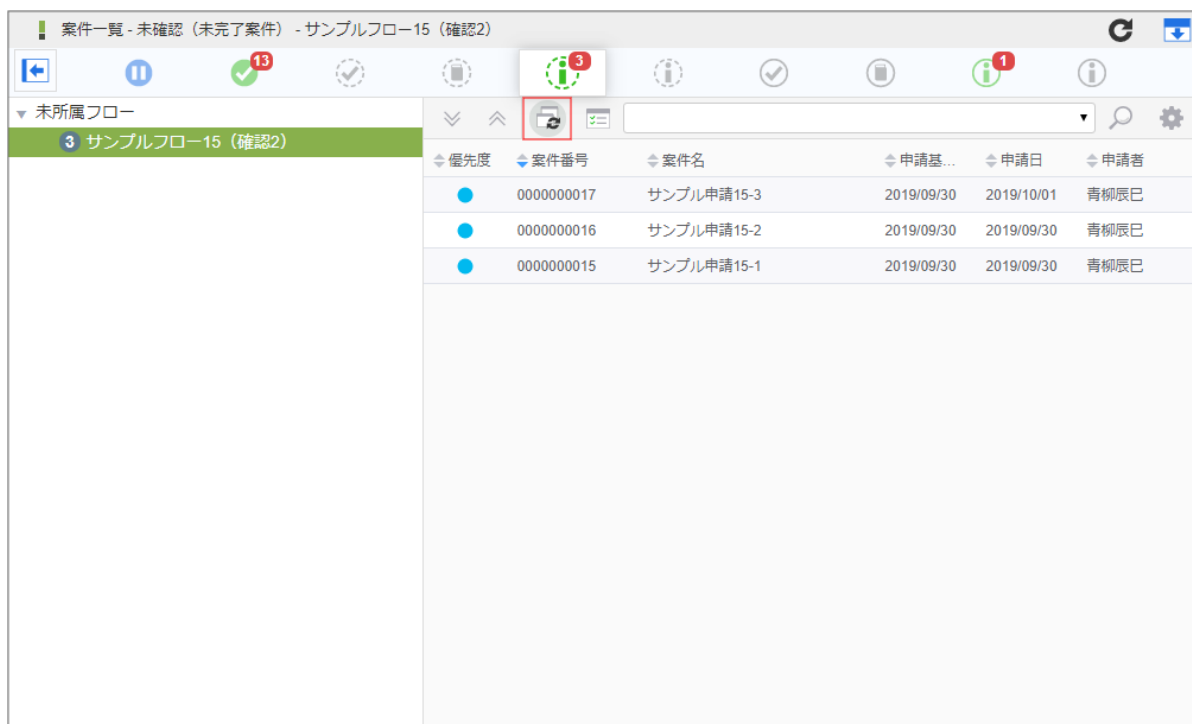 案件一覧 - 未確認（未完了案件） - サンプルフロー15（確認2）
13
3
1
未所属フロー
3 サンプルフロー15（確認2）
優先度 案件番号 案件名 申請基... 申請日 申請者
0000000017 サンプル申請15-3 2019/09/30 2019/10/01 青柳辰巳
0000000016 サンプル申請15-2 2019/09/30 2019/09/30 青柳辰巳
0000000015 サンプル申請15-1 2019/09/30 2019/09/30 青柳辰巳